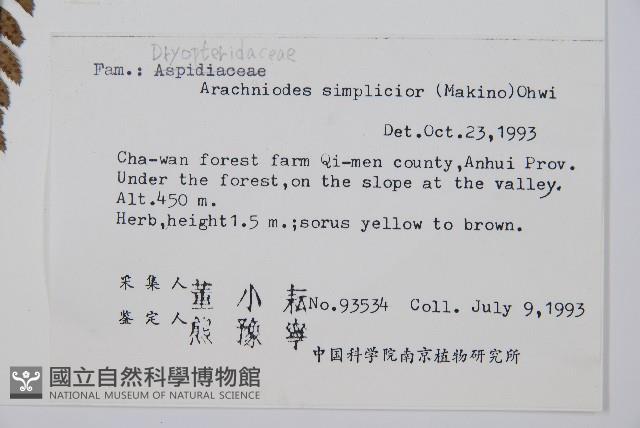 Dryopteridaceae
Fam.: Aspidiaceae
Arachniodes simplicior (Makino)Ohwi
Det.Oct.23,1993
Cha-wan forest farm Qi-men county,Anhui Prov.
Under the forest,on the slope at the valley.
Alt.450 m.
Herb,height1.5 m.;sorus yellow to brown.
采集人 董小耘 No.93534 Coll. July 9,1993
鉴定人 熊豫寧
中国科学院南京植物研究所
國立自然科學博物館
NATIONAL MUSEUM OF NATURAL SCIENCE